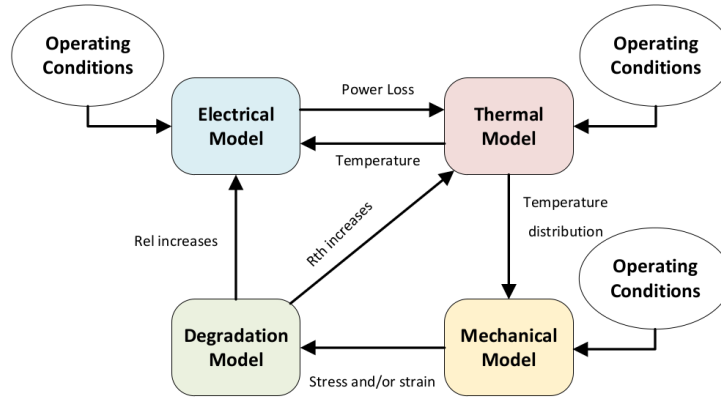 Operating
Conditions
Operating
Conditions
Electrical
Model
Power Loss
Thermal
Model
Temperature
Rel increases
Rth increases
Temperature
distribution
Operating
Conditions
Degradation
Model
Mechanical
Model
Stress and/or strain